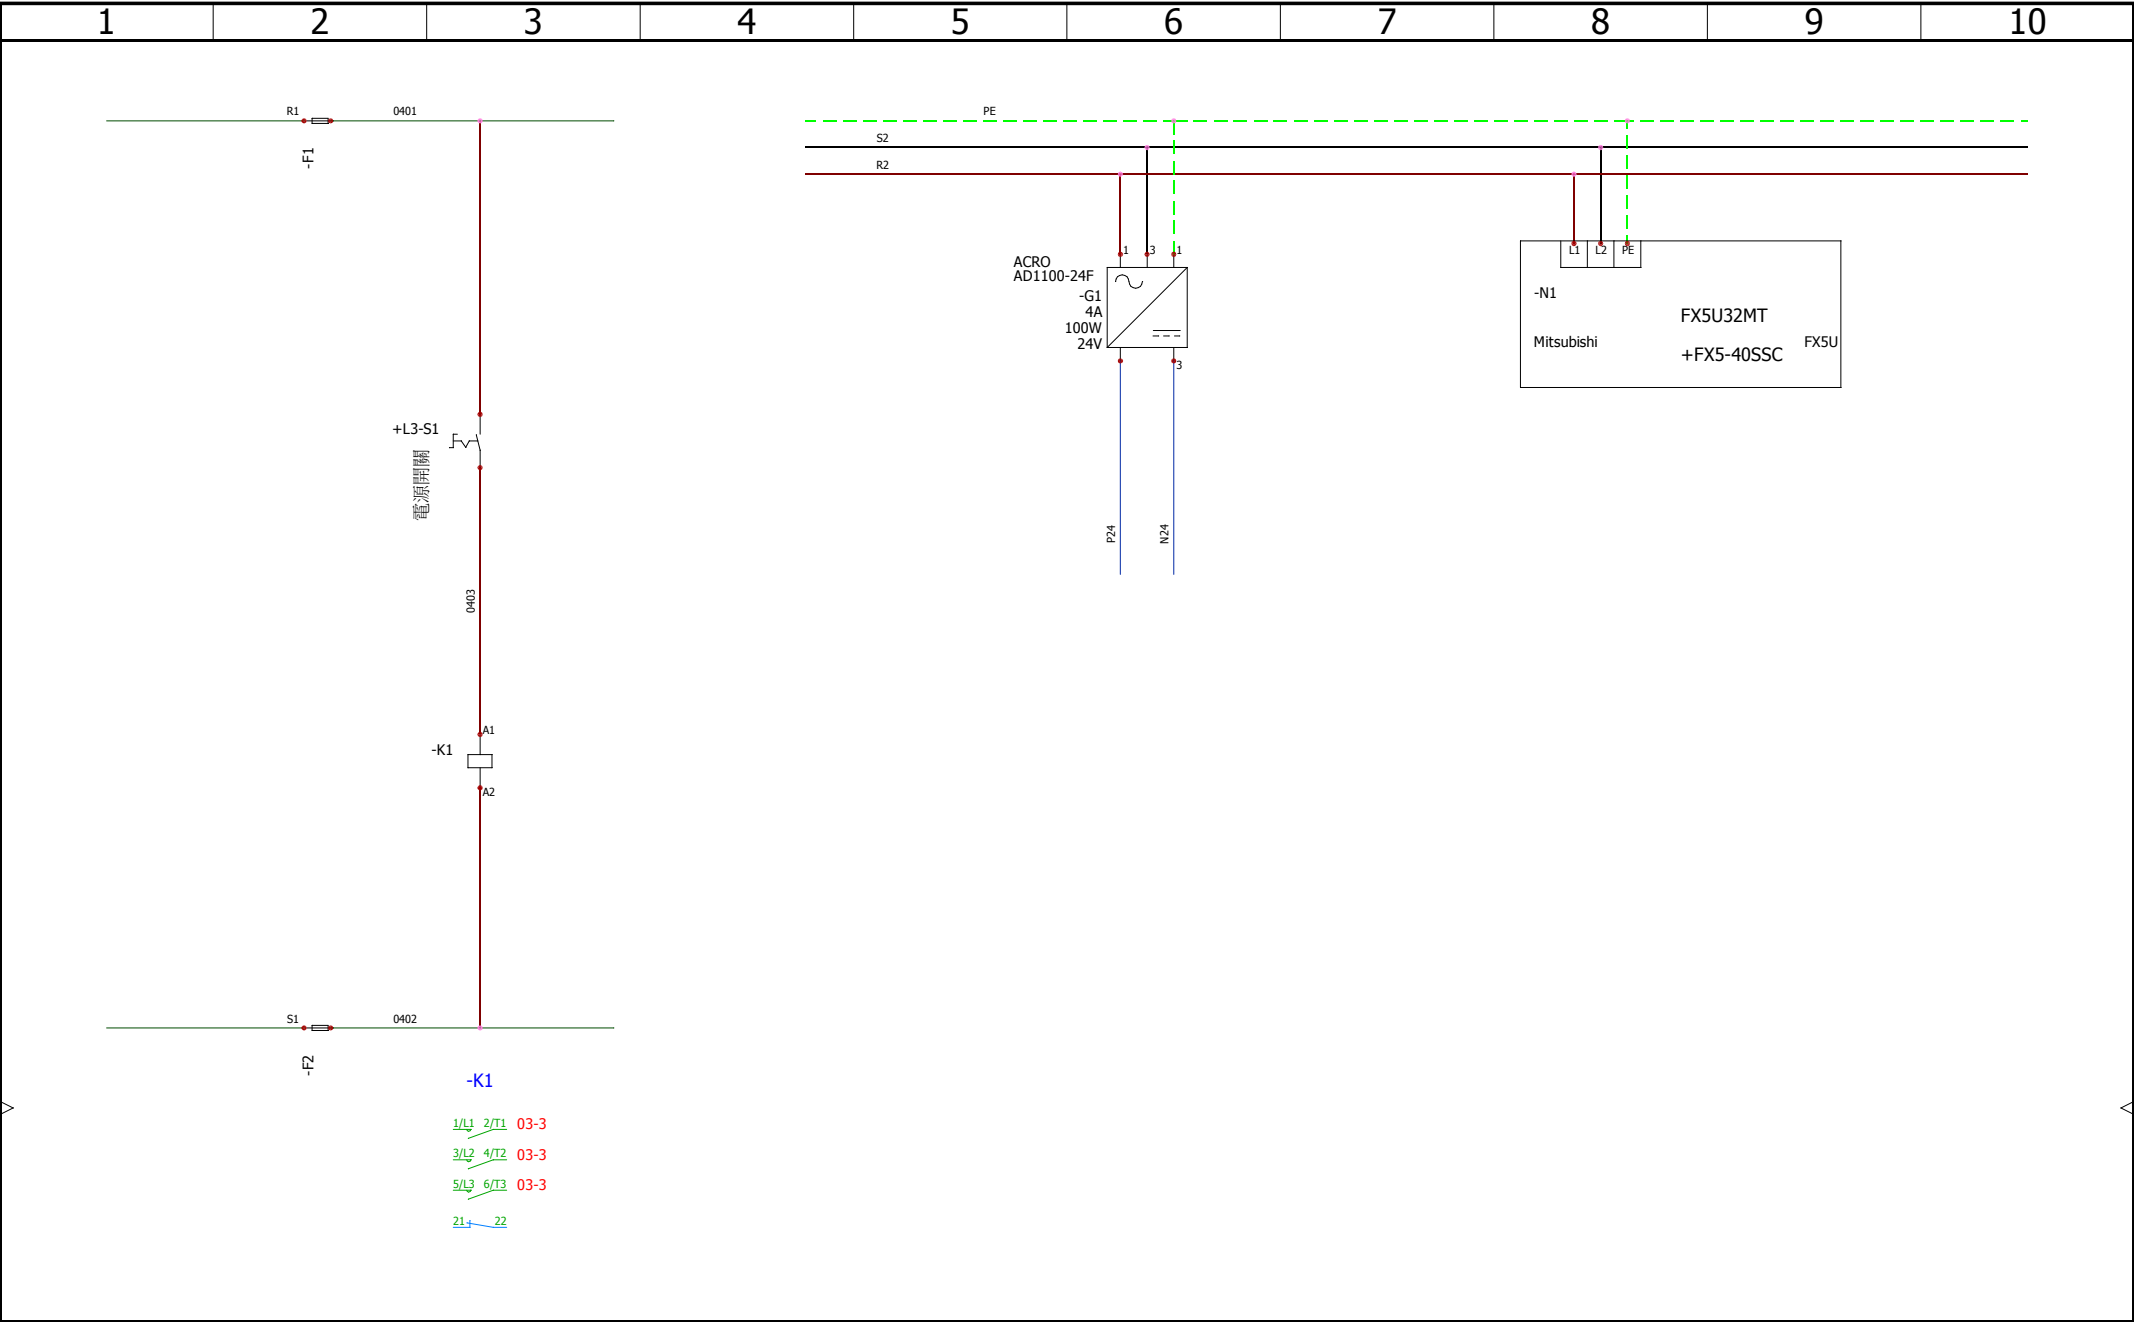 1 2 3 4 5 6 7 8 9 10
R1 0401
-F1
PE
S2
R2
1 3 1
ACRO
AD1100-24F
-G1
4A
100W
24V
3
P24 N24
L1 L2 PE
-N1
FX5U32MT
Mitsubishi
FX5U
+FX5-40SSC
+L3-S1
電源開關
0403
A1
-K1
A2
S1 0402
-F2
-K1
1/L1 2/T1 03-3
3/L2 4/T2 03-3
5/L3 6/T3 03-3
21 22